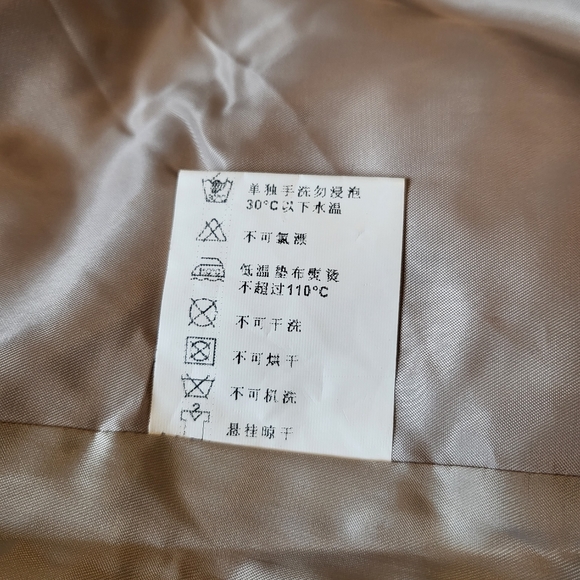 单独手洗勿浸泡
30°C以下水温
不可氯漂
低温垫布熨烫
不超过110°C
不可干洗
不可烘干
不可机洗
悬挂晾干